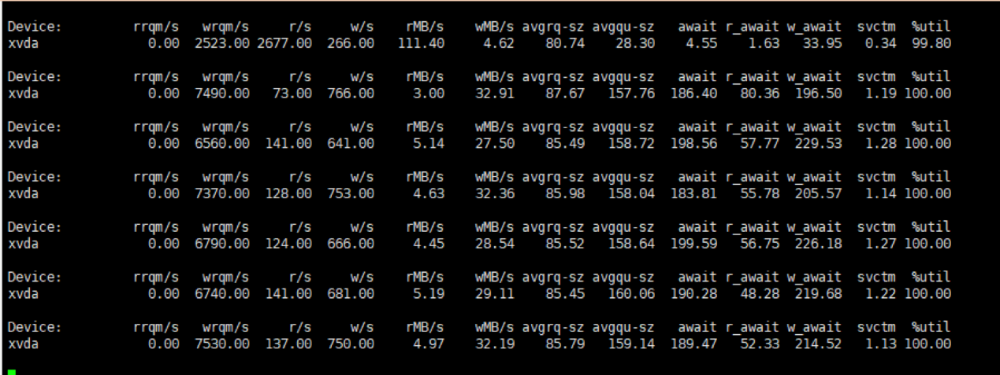 Device: rrqm/s wrqm/s r/s w/s rMB/s wMB/s avgrq-sz avgqu-sz await r_await w_await svctm %util
xvda 0.00 2523.00 2677.00 266.00 111.40 4.62 80.74 28.30 4.55 1.63 33.95 0.34 99.80
Device: rrqm/s wrqm/s r/s w/s rMB/s wMB/s avgrq-sz avgqu-sz await r_await w_await svctm %util
xvda 0.00 7490.00 73.00 766.00 3.00 32.91 87.67 157.76 186.40 80.36 196.50 1.19 100.00
Device: rrqm/s wrqm/s r/s w/s rMB/s wMB/s avgrq-sz avgqu-sz await r_await w_await svctm %util
xvda 0.00 6560.00 141.00 641.00 5.14 27.50 85.49 158.72 198.56 57.77 229.53 1.28 100.00
Device: rrqm/s wrqm/s r/s w/s rMB/s wMB/s avgrq-sz avgqu-sz await r_await w_await svctm %util
xvda 0.00 7370.00 128.00 753.00 4.63 32.36 85.98 158.04 183.81 55.78 205.57 1.14 100.00
Device: rrqm/s wrqm/s r/s w/s rMB/s wMB/s avgrq-sz avgqu-sz await r_await w_await svctm %util
xvda 0.00 6790.00 124.00 666.00 4.45 28.54 85.52 158.64 199.59 56.75 226.18 1.27 100.00
Device: rrqm/s wrqm/s r/s w/s rMB/s wMB/s avgrq-sz avgqu-sz await r_await w_await svctm %util
xvda 0.00 6740.00 141.00 681.00 5.19 29.11 85.45 160.06 190.28 48.28 219.68 1.22 100.00
Device: rrqm/s wrqm/s r/s w/s rMB/s wMB/s avgrq-sz avgqu-sz await r_await w_await svctm %util
xvda 0.00 7530.00 137.00 750.00 4.97 32.19 85.79 159.14 189.47 52.33 214.52 1.13 100.00